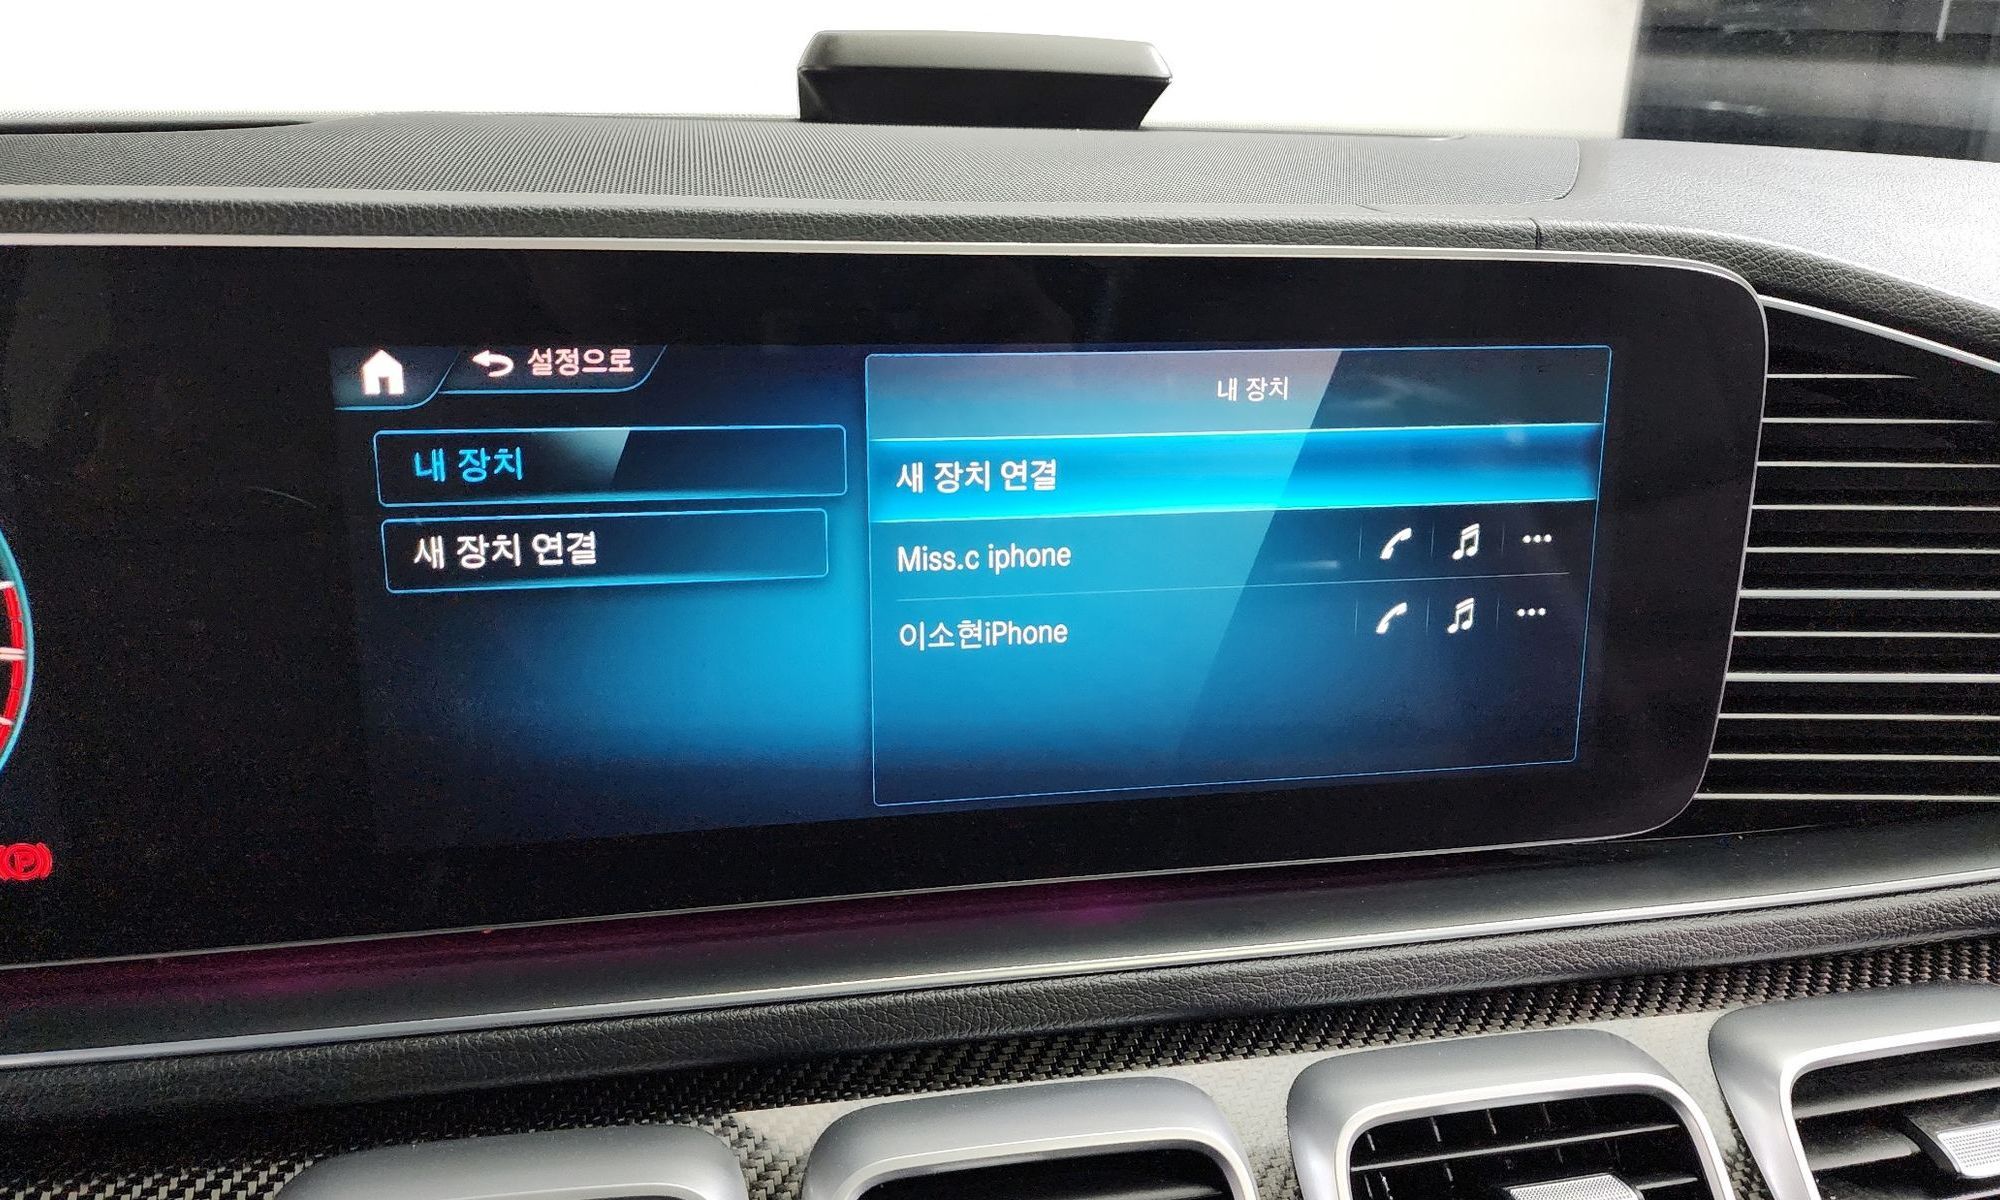 설정으로
내 장치
새 장치 연결
내 장치
새 장치 연결
Miss.c iphone
이소현iPhone
P